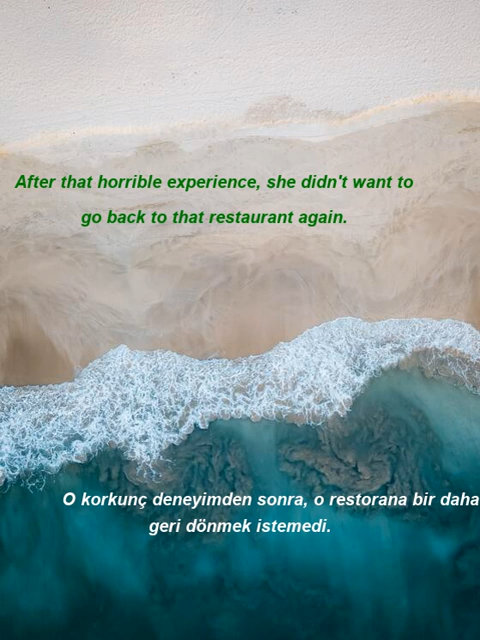 After that horrible experience, she didn't want to
go back to that restaurant again.
O korkunç deneyimden sonra, o restorana bir daha
geri dönmek istemedi.